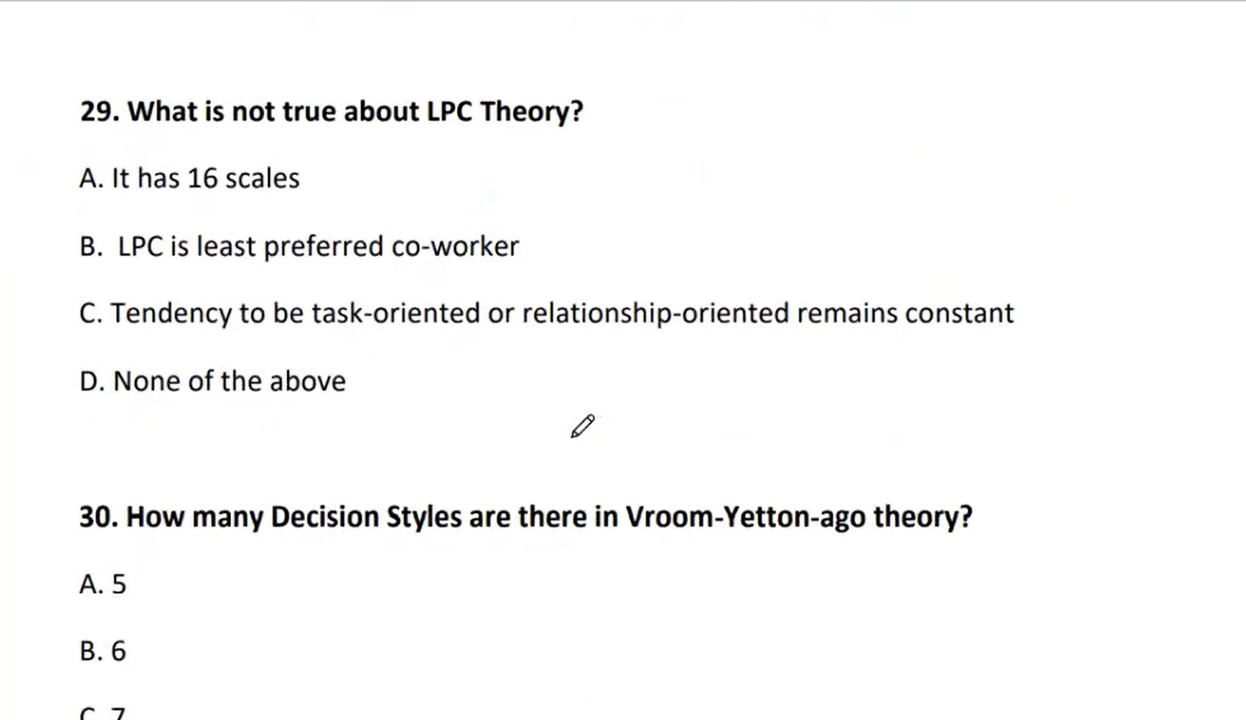 29. What is not true about LPC Theory?
A. It has 16 scales
B. LPC is least preferred co-worker
C. Tendency to be task-oriented or relationship-oriented remains constant
D. None of the above
30. How many Decision Styles are there in Vroom-Yetton-ago theory?
A. 5
B. 6
C. 7